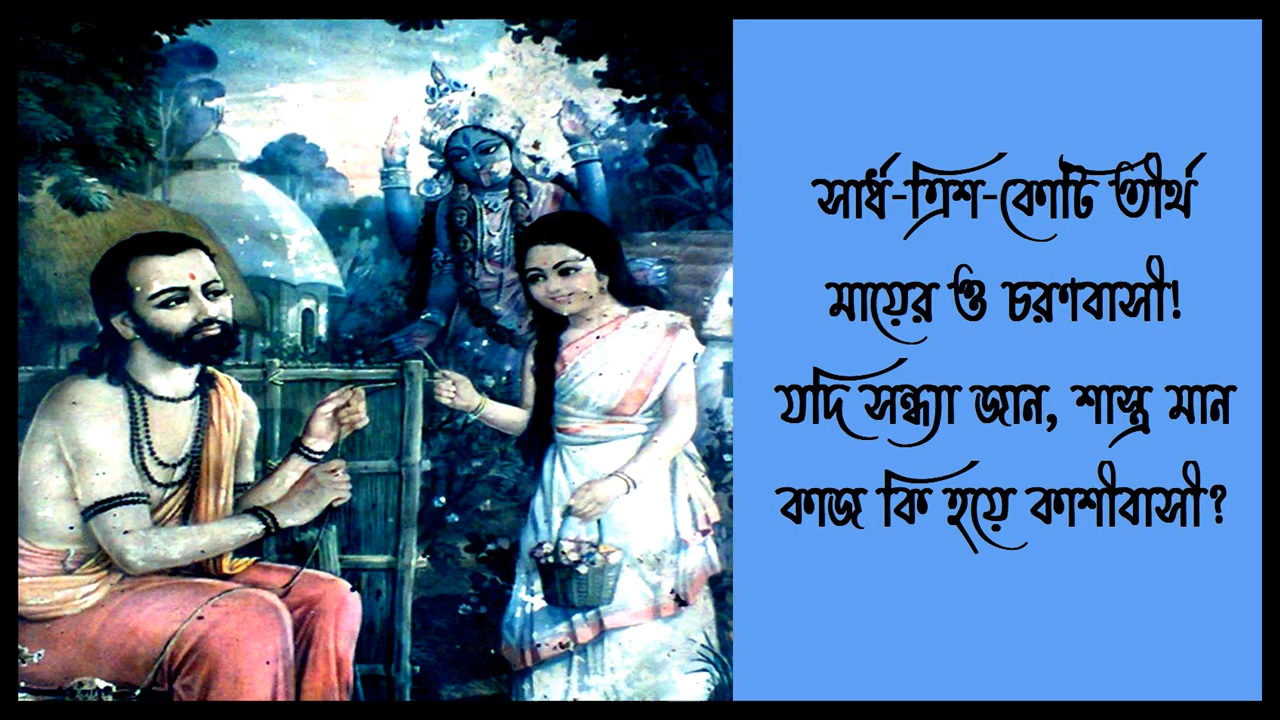 সার্ধ-ত্রিশ-কোটি তীর্থ
মায়ের ও চরণবাসী!
যদি সন্ধ্যা জান, শাস্ত্র মান
কাজ কি হয়ে কাশীবাসী?